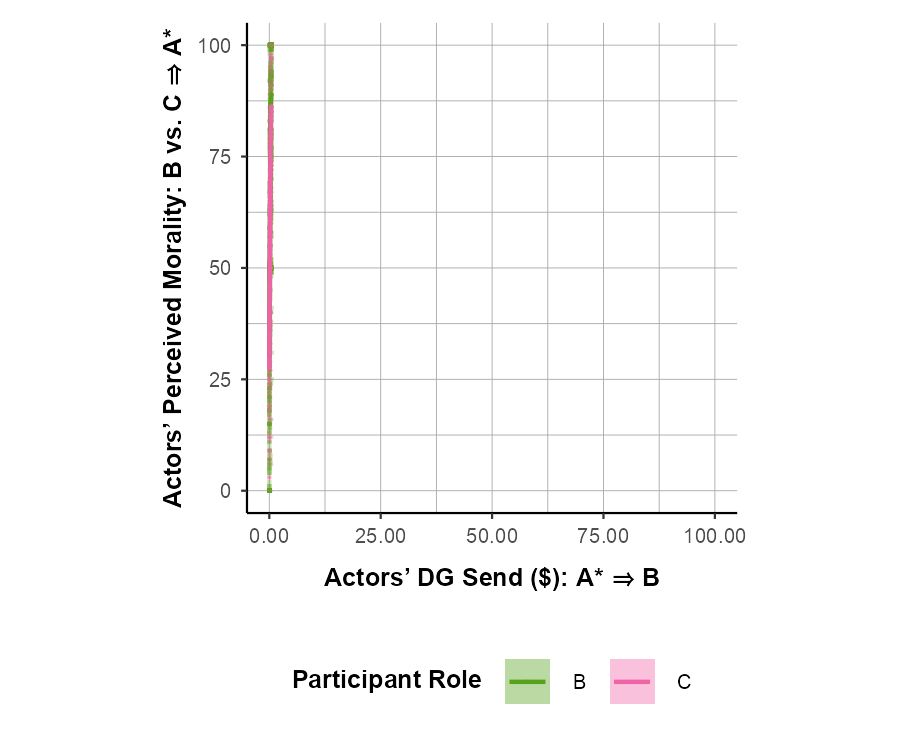 Actors’ Perceived Morality: B vs. C ⇒ A*
100
75
50
25
0
0.00 25.00 50.00 75.00 100.00
Actors’ DG Send ($): A* ⇒ B
Participant Role B C